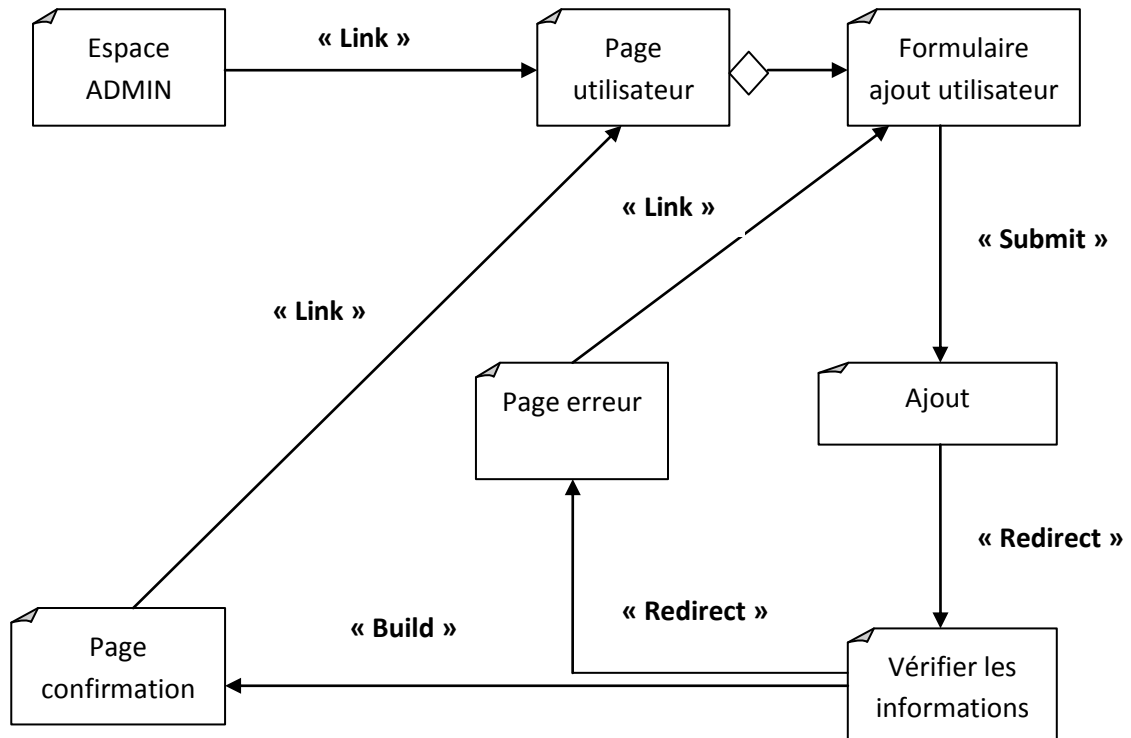 Espace
ADMIN
« Link »
Page
utilisateur
Formulaire
ajout utilisateur
« Link »
« Submit »
« Link »
Page erreur
Ajout
« Redirect »
« Build »
« Redirect »
Page
confirmation
Vérifier les
informations